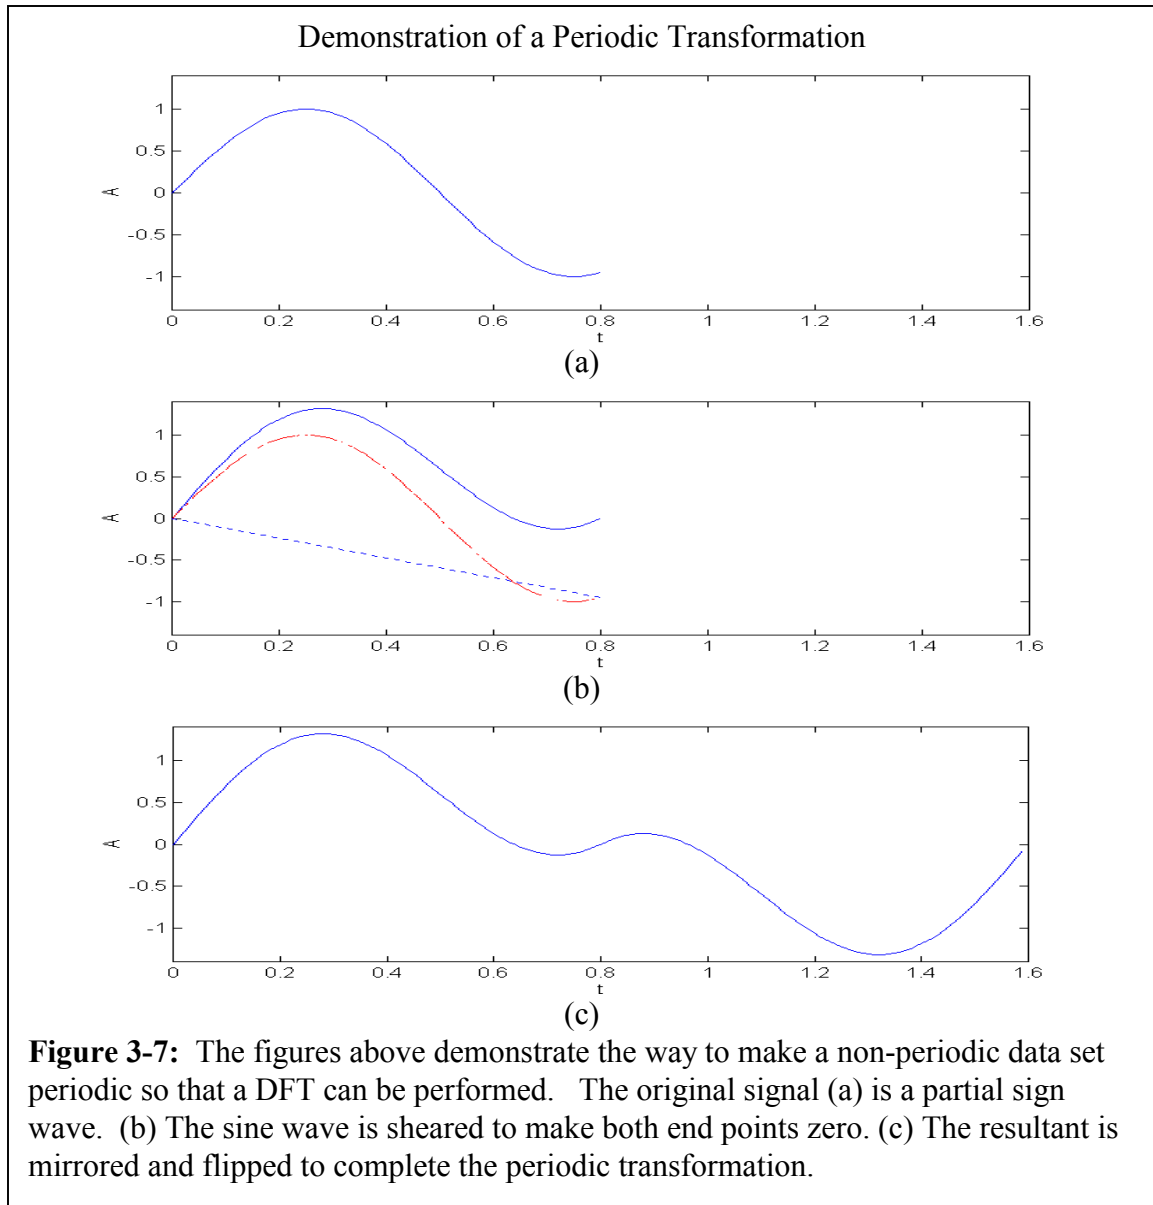 Demonstration of a Periodic Transformation
1
0.5
0
-0.5
-1
A
0 0.2 0.4 0.6 0.8 1 1.2 1.4 1.6
t
(a)
1
0.5
0
-0.5
-1
A
0 0.2 0.4 0.6 0.8 1 1.2 1.4 1.6
t
(b)
1
0.5
0
-0.5
-1
A
0 0.2 0.4 0.6 0.8 1 1.2 1.4 1.6
t
(c)
Figure 3-7: The figures above demonstrate the way to make a non-periodic data set
periodic so that a DFT can be performed. The original signal (a) is a partial sign
wave. (b) The sine wave is sheared to make both end points zero. (c) The resultant is
mirrored and flipped to complete the periodic transformation.